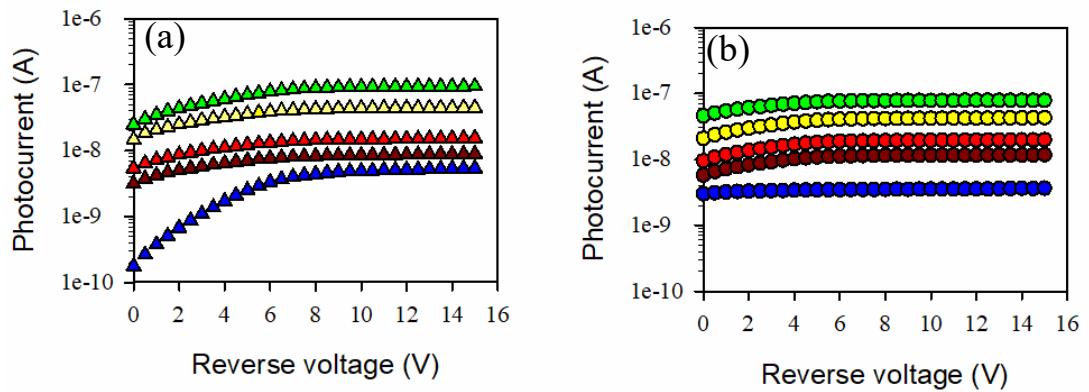 (a)
Photocurrent (A)
1e-6
1e-7
1e-8
1e-9
1e-10
0 2 4 6 8 10 12 14 16
Reverse voltage (V)
(b)
Photocurrent (A)
1e-6
1e-7
1e-8
1e-9
1e-10
0 2 4 6 8 10 12 14 16
Reverse voltage (V)